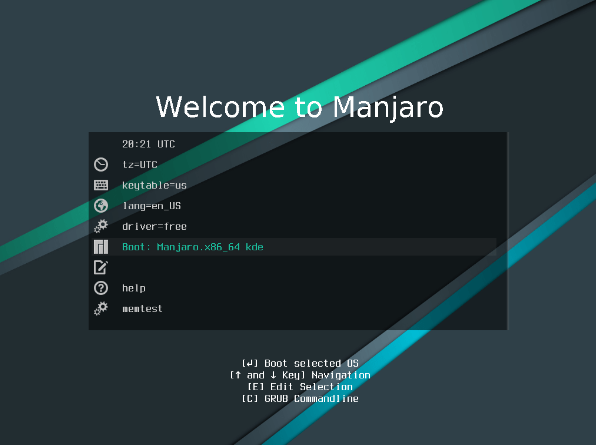 Welcome to Manjaro
20:21 UTC
tz=UTC
keytable=us
lang=en_US
driver=free
Boot: Manjaro.x86_64 kde
help
memtest
[↵] Boot selected OS
[↑ and ↓ Key] Navigation
[E] Edit Selection
[C] GRUB Commandline